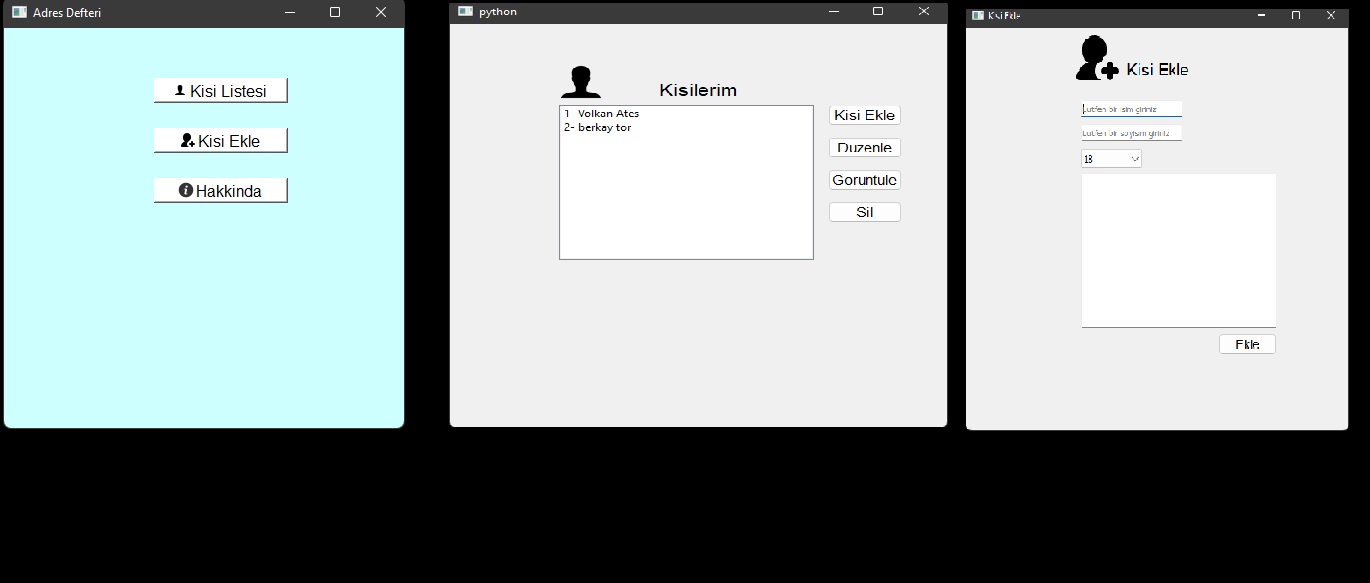 Adres Defteri
Kisi Listesi
Kisi Ekle
Hakkinda
python
Kisilerim
1- Volkan Ates
2- berkay tor
Kisi Ekle
Duzenle
Goruntule
Sil
Kisi Ekle
Kisi Ekle
Lutfen bir isim giriniz
Lutfen bir soyisim giriniz
18
Ekle